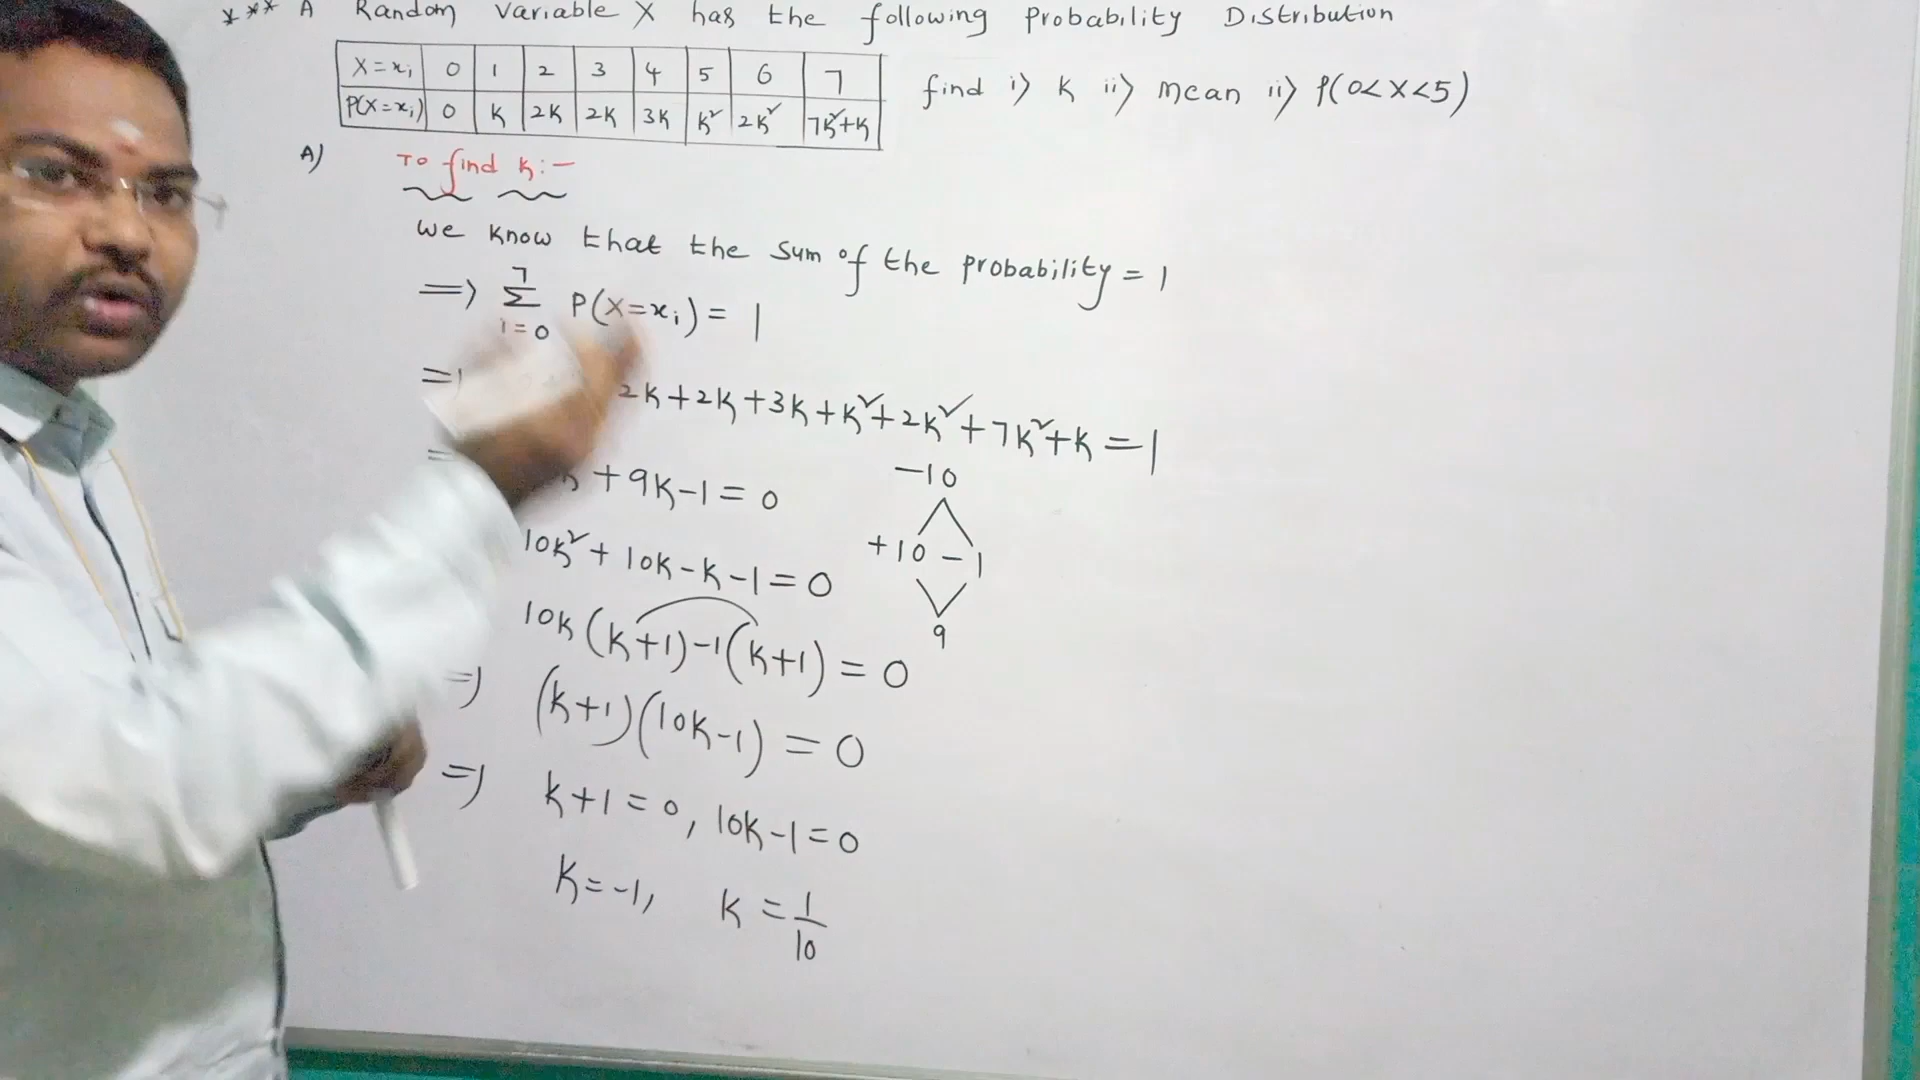 *** A Random Variable X has the following Probability Distribution
X=xᵢ 0 1 2 3 4 5 6 7
P(X=xᵢ) 0 K 2K 2K 3K K² 2K² 7K²+K
find i) K ii) mean ii) P(0<X<5)
A) To find K:-
We know that the sum of the probability = 1
=> 7 Σ i=0 P(X=xᵢ) = 1
=> 2K+2K+3K+K²+2K²+7K²+K=1
+9K-1=0
10K²+10K-K-1=0
10K(K+1)-1(K+1)=0
=> (K+1)(10K-1)=0
=> K+1=0, 10K-1=0
K=-1, K=1/10
-10
+10 -1
9